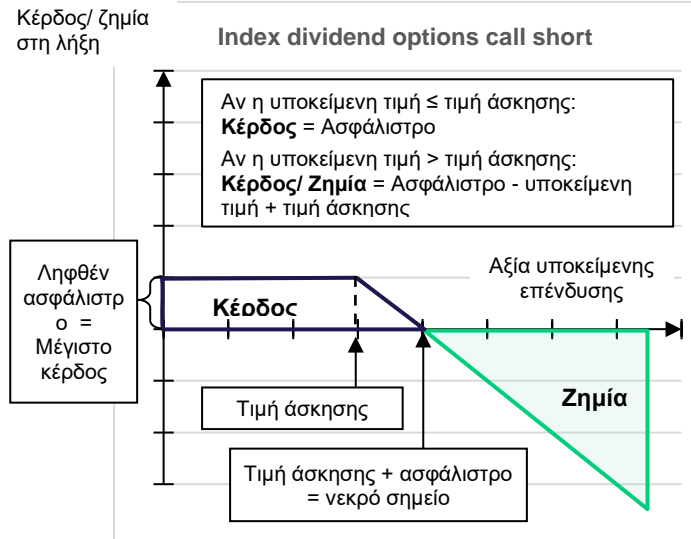 Κέρδος/ ζημία
στη λήξη
Index dividend options call short
Αν η υποκείμενη τιμή ≤ τιμή άσκησης:
Κέρδος = Ασφάλιστρο
Αν η υποκείμενη τιμή > τιμή άσκησης:
Κέρδος/ Ζημία = Ασφάλιστρο - υποκείμενη
τιμή + τιμή άσκησης
Ληφθέν
ασφάλιστρ
ο =
Μέγιστο
κέρδος
Κέρδος
Αξία υποκείμενης
επένδυσης
Τιμή άσκησης
Ζημία
Τιμή άσκησης + ασφάλιστρο
= νεκρό σημείο